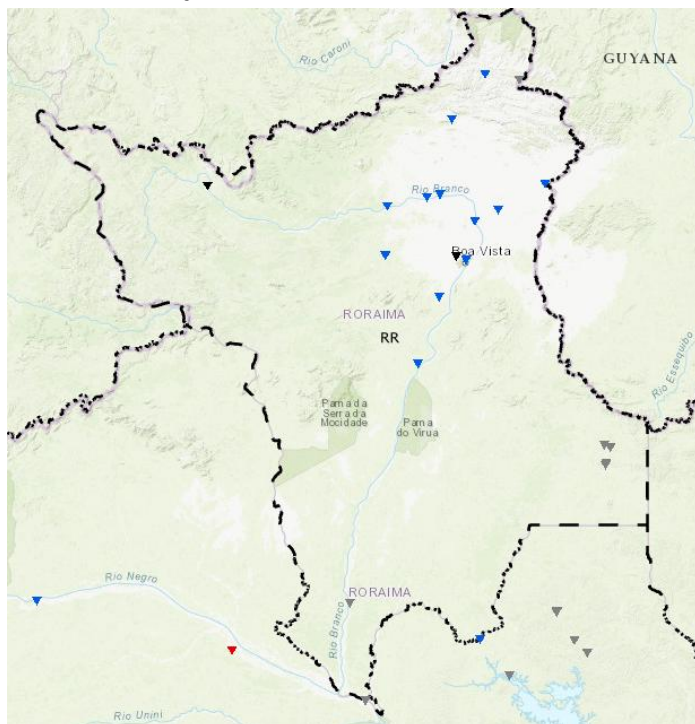 Rio Caroni
GUYANA
Rio Branco
Boa Vista
RORAIMA
RR
Rio Essequibo
Parna da
Serra da
Mocidade
Parna
do Virua
Rio Negro
RORAIMA
Rio Branco
Rio Unini